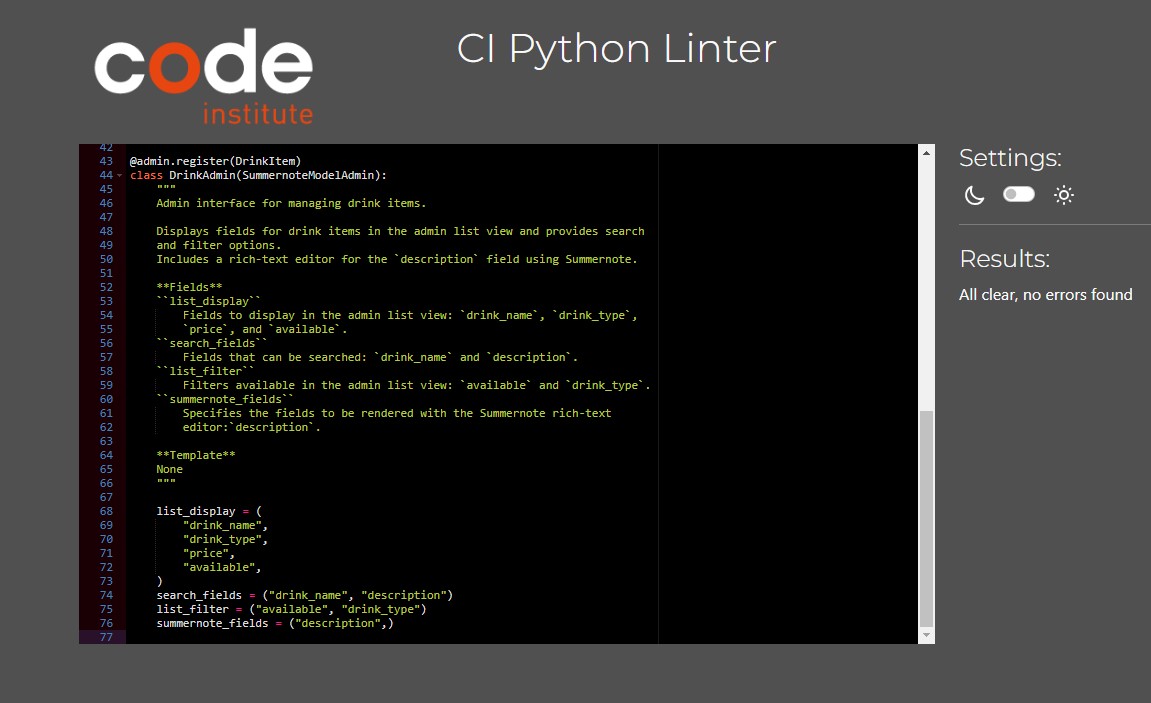 code
institute
CI Python Linter
42
43 @admin.register(DrinkItem)
44 class DrinkAdmin(SummernoteModelAdmin):
45 """
46 Admin interface for managing drink items.
47
48 Displays fields for drink items in the admin list view and provides search
49 and filter options.
50 Includes a rich-text editor for the `description` field using Summernote.
51
52 **Fields**
53 ``list_display``
54 Fields to display in the admin list view: `drink_name`, `drink_type`,
55 `price`, and `available`.
56 ``search_fields``
57 Fields that can be searched: `drink_name` and `description`.
58 ``list_filter``
59 Filters available in the admin list view: `available` and `drink_type`.
60 ``summernote_fields``
61 Specifies the fields to be rendered with the Summernote rich-text
62 editor:`description`.
63
64 **Template**
65 None
66 """
67
68 list_display = (
69 "drink_name",
70 "drink_type",
71 "price",
72 "available",
73 )
74 search_fields = ("drink_name", "description")
75 list_filter = ("available", "drink_type")
76 summernote_fields = ("description",)
77
Settings:
Results:
All clear, no errors found